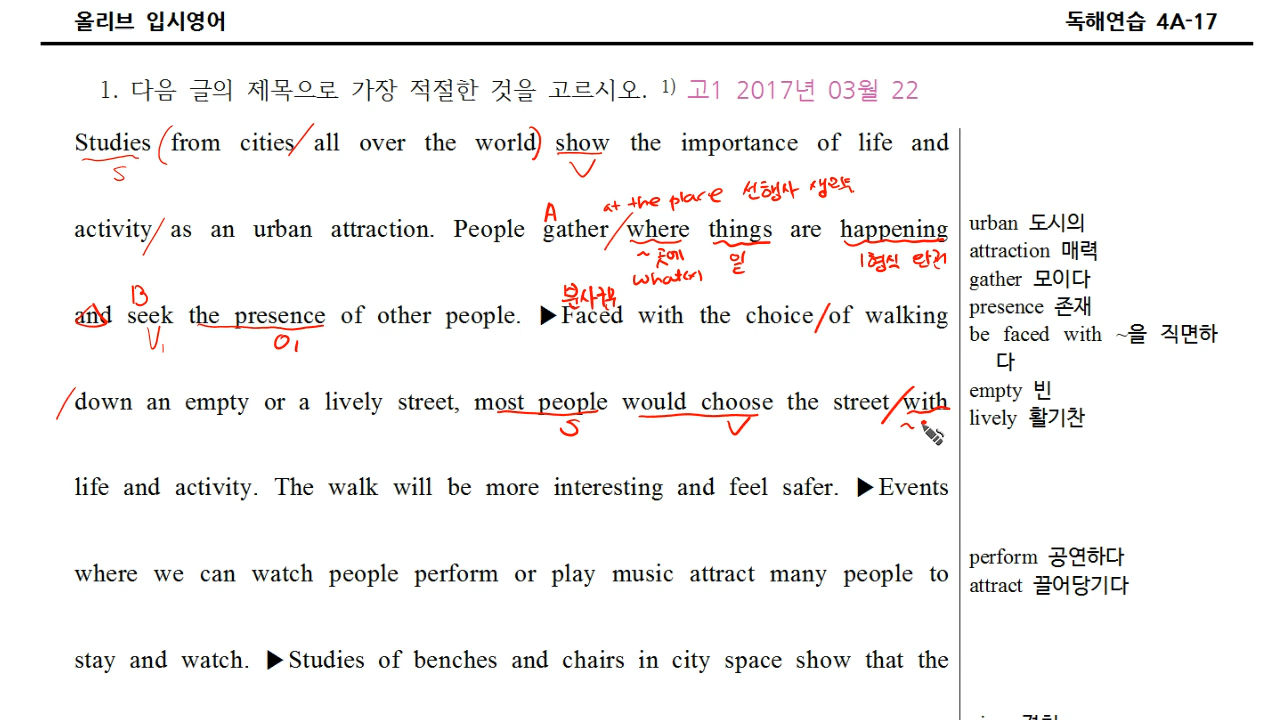 올리브 입시영어
독해연습 4A-17
1. 다음 글의 제목으로 가장 적절한 것을 고르시오. 1) 고1 2017년 03월 22
Studies (from cities / all over the world) show the importance of life and
S V
at the place 선행사 생략
activity / as an urban attraction. People gather / where things are happening
A
~곳에 일 1형식 완전
what(x)
B 분사구문
and seek the presence of other people. ▶Faced with the choice / of walking
V1 O1
/ down an empty or a lively street, most people would choose the street / with
S V ~
life and activity. The walk will be more interesting and feel safer. ▶Events
where we can watch people perform or play music attract many people to
stay and watch. ▶Studies of benches and chairs in city space show that the
urban 도시의
attraction 매력
gather 모이다
presence 존재
be faced with ~을 직면하
다
empty 빈
lively 활기찬
perform 공연하다
attract 끌어당기다